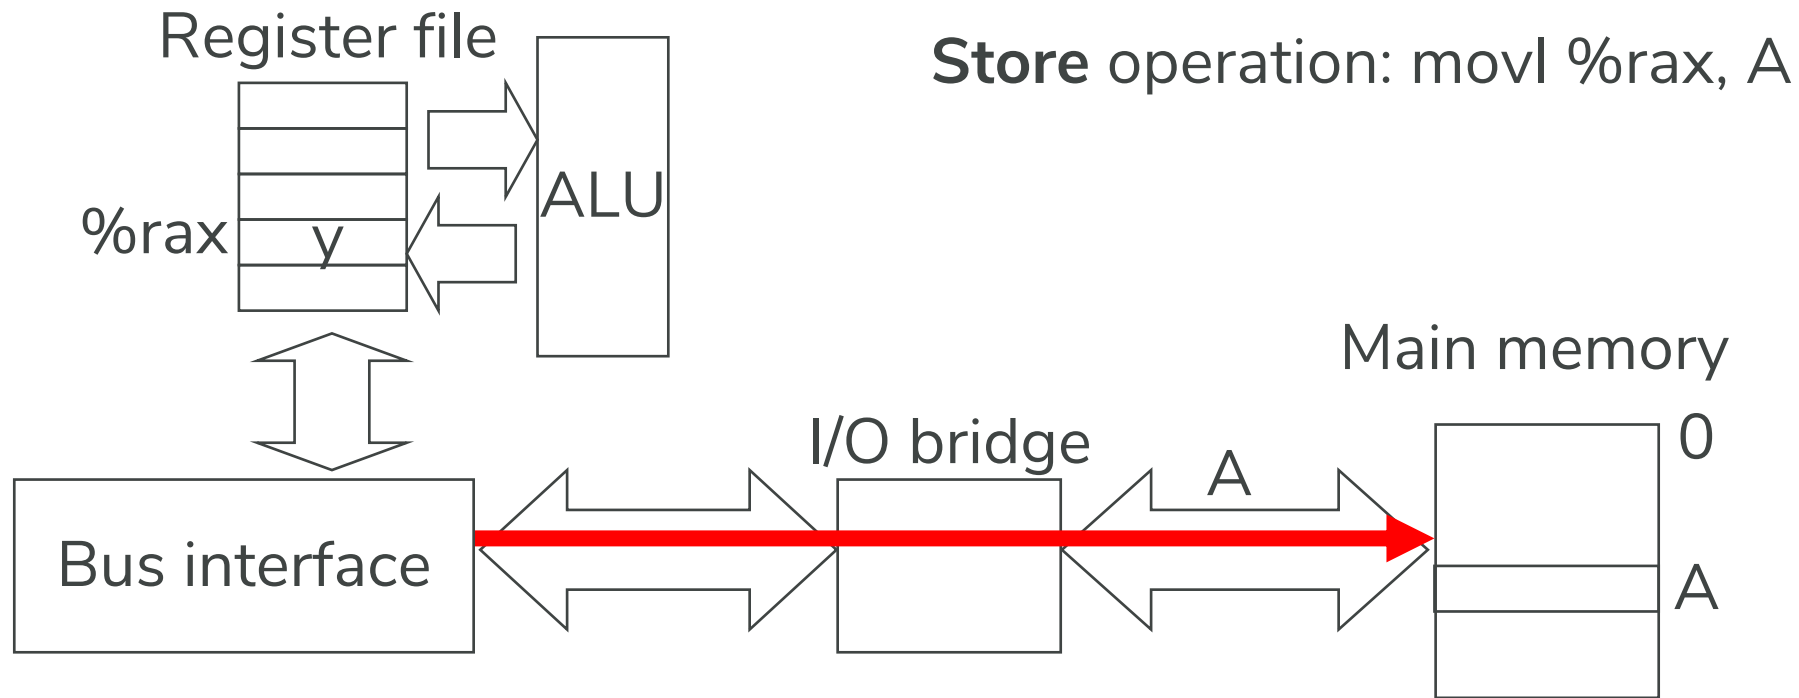 Register file
Store operation: movl %rax, A
ALU
%rax
y
Main memory
I/O bridge
0
A
Bus interface
A